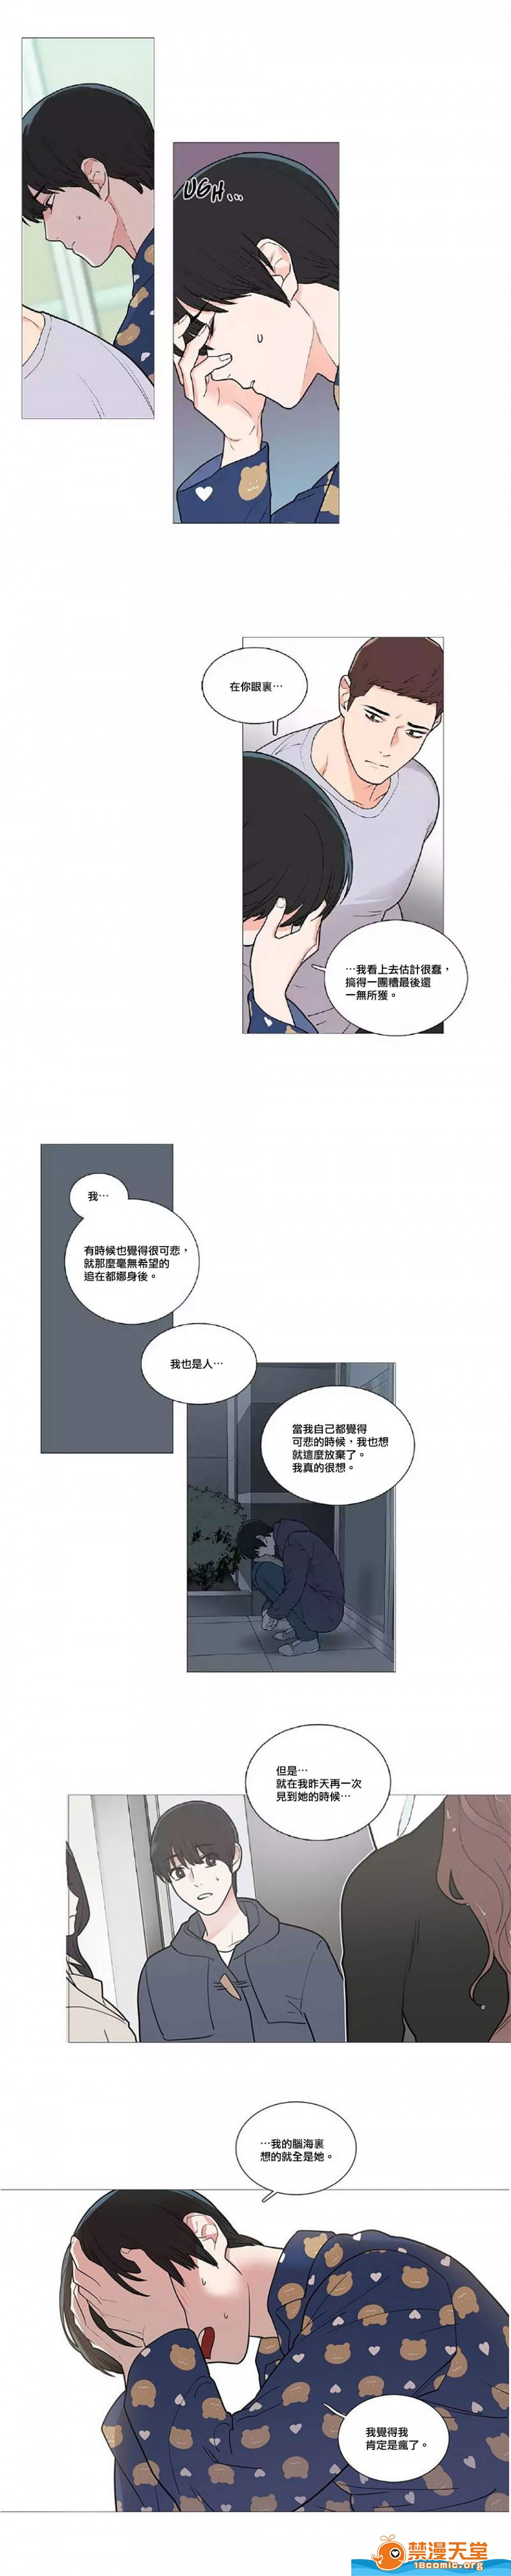 UGH...
在你眼裏…
…我看上去估計很蠢，
搞得一團糟最後還
一無所獲。
我…
有時候也覺得很可悲，
就那麼毫無希望的
追在都娜身後。
我也是人…
當我自己都覺得
可悲的時候，我也想
就這麼放棄了。
我真的很想。
但是…
就在我昨天再一次
見到她的時候…
…我的腦海裏
想的就全是她。
我覺得我
肯定是瘋了。
禁漫天堂
18comic.org